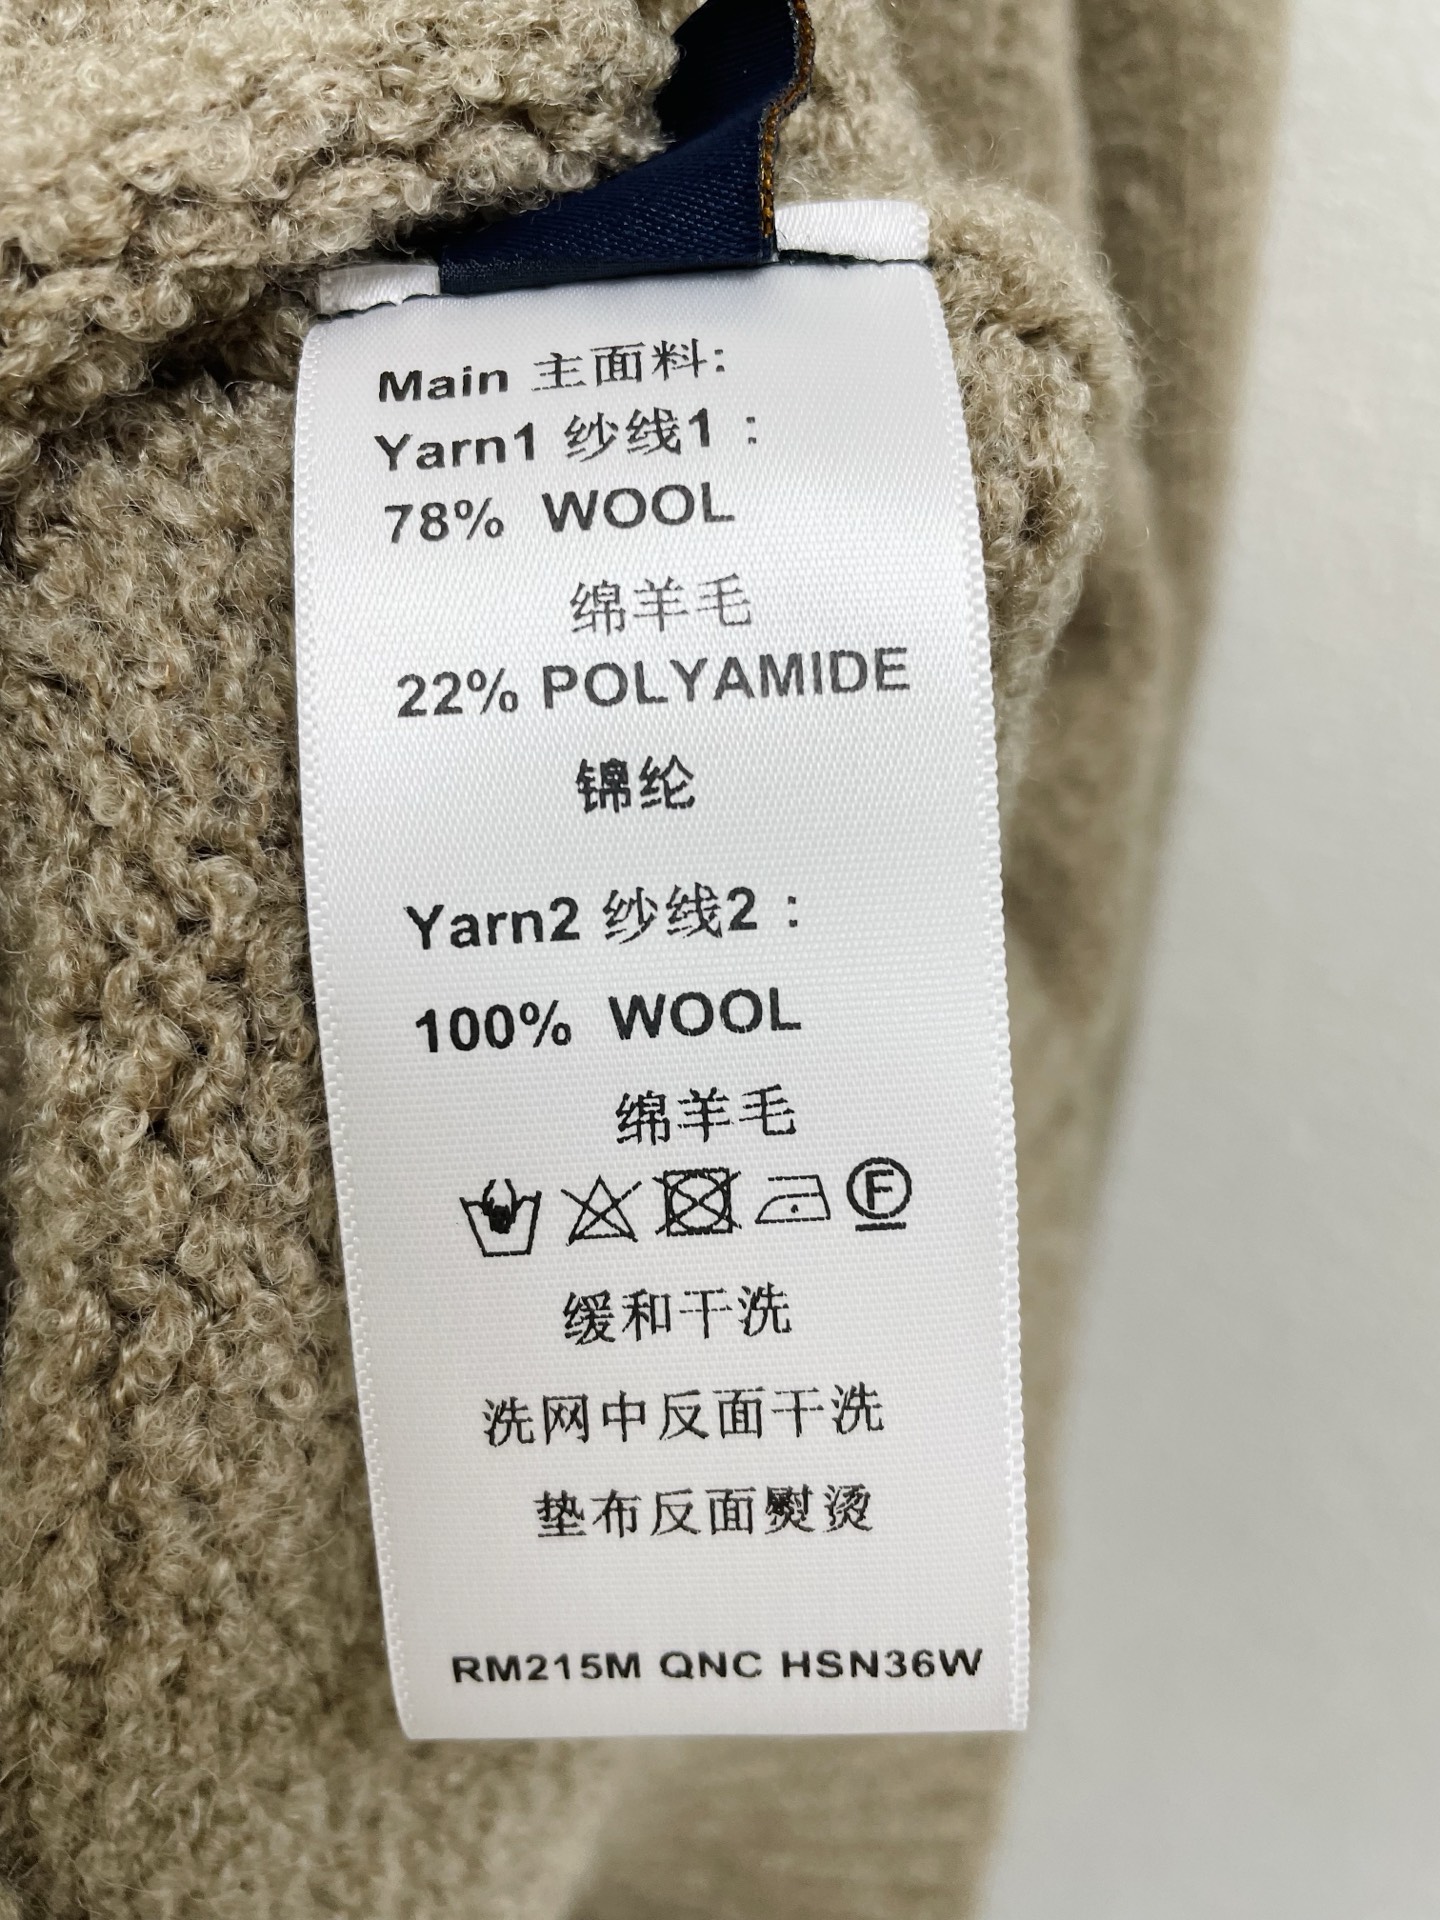 Main 主面料:
Yarn1 纱线1 :
78% WOOL
绵羊毛
22% POLYAMIDE
锦纶
Yarn2 纱线2 :
100% WOOL
绵羊毛
F
缓和干洗
洗网中反面干洗
垫布反面熨烫
RM215M QNC HSN36W